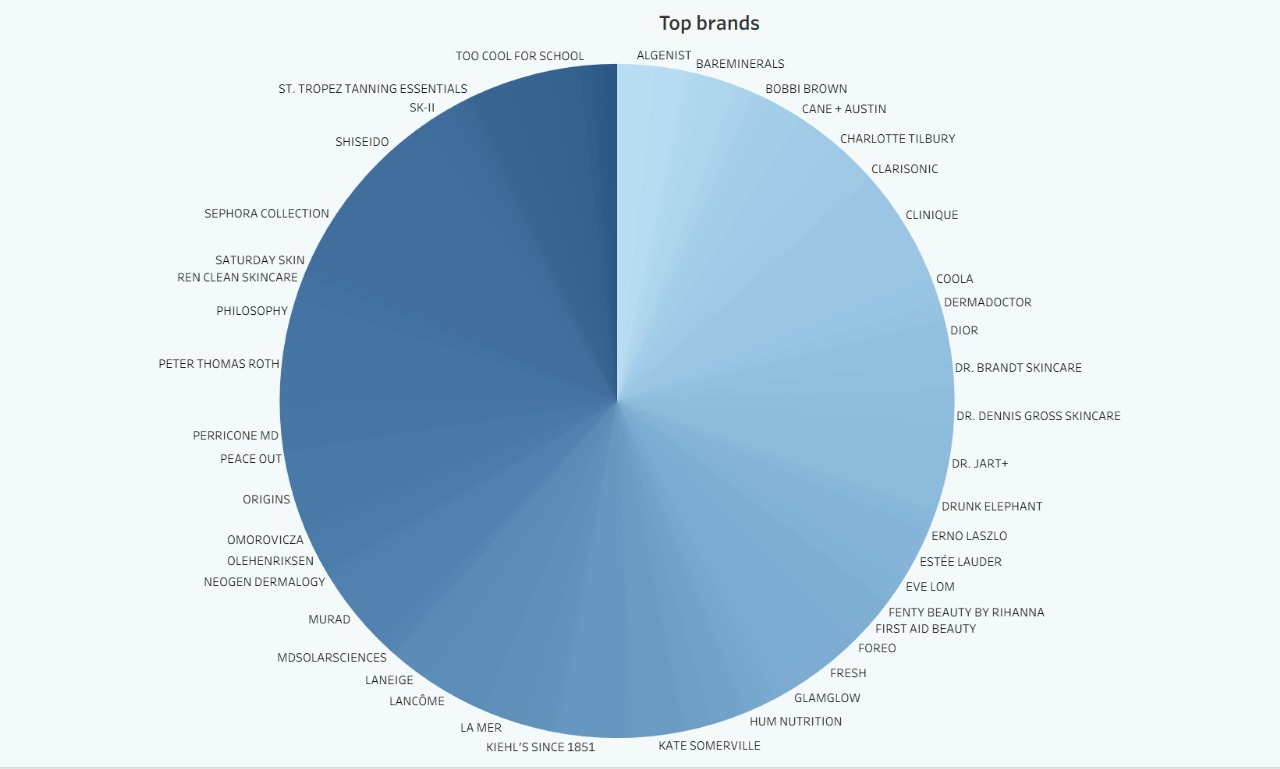 Top brands
TOO COOL FOR SCHOOL
ALGENIST
BAREMINERALS
ST. TROPEZ TANNING ESSENTIALS
BOBBI BROWN
SK-II
CANE + AUSTIN
SHISEIDO
CHARLOTTE TILBURY
CLARISONIC
SEPHORA COLLECTION
CLINIQUE
SATURDAY SKIN
REN CLEAN SKINCARE
COOLA
DERMADOCTOR
PHILOSOPHY
DIOR
PETER THOMAS ROTH
DR. BRANDT SKINCARE
DR. DENNIS GROSS SKINCARE
PERRICONE MD
PEACE OUT
DR. JART+
ORIGINS
DRUNK ELEPHANT
OMOROVICZA
ERNO LASZLO
OLEHENRIKSEN
ESTÉE LAUDER
NEOGEN DERMALOGY
EVE LOM
FENTY BEAUTY BY RIHANNA
MURAD
FIRST AID BEAUTY
FOREO
MDSOLARSCIENCES
FRESH
LANEIGE
GLAMGLOW
LANCÔME
HUM NUTRITION
LA MER
KIEHL'S SINCE 1851
KATE SOMERVILLE